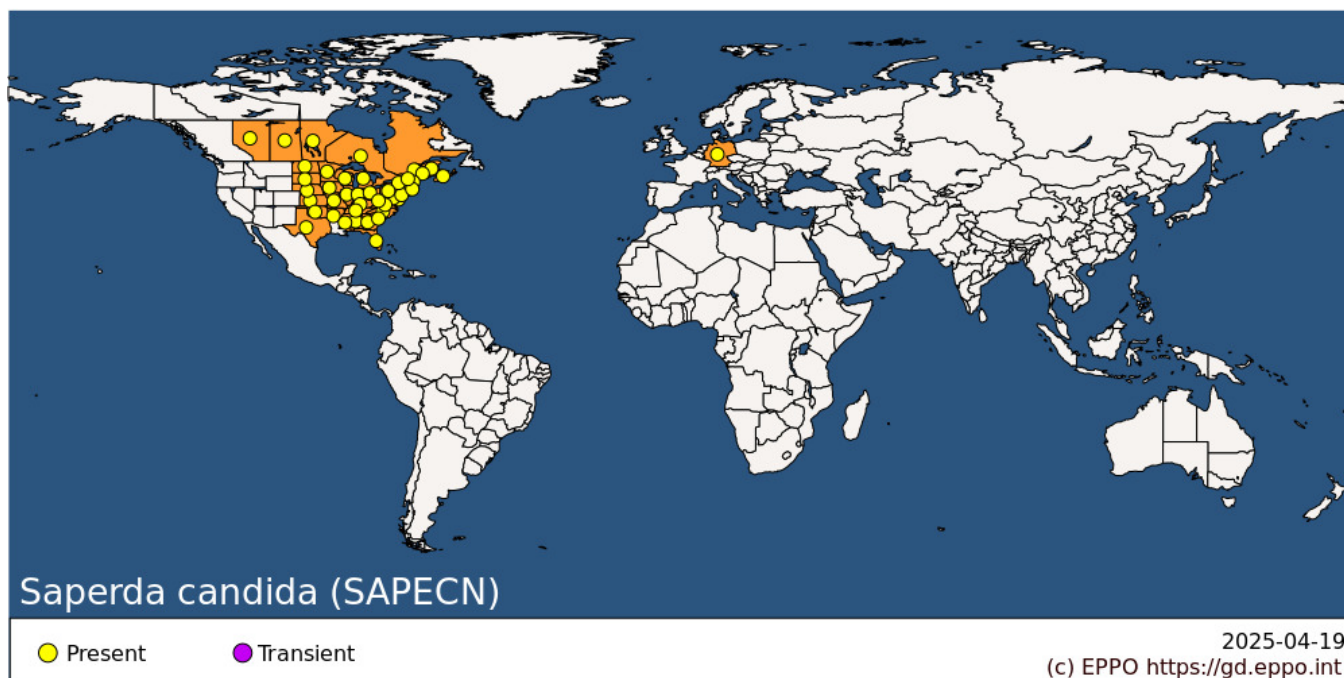 Saperda candida (SAPECN)
Present
Transient
2025-04-19
(c) EPPO https://gd.eppo.int